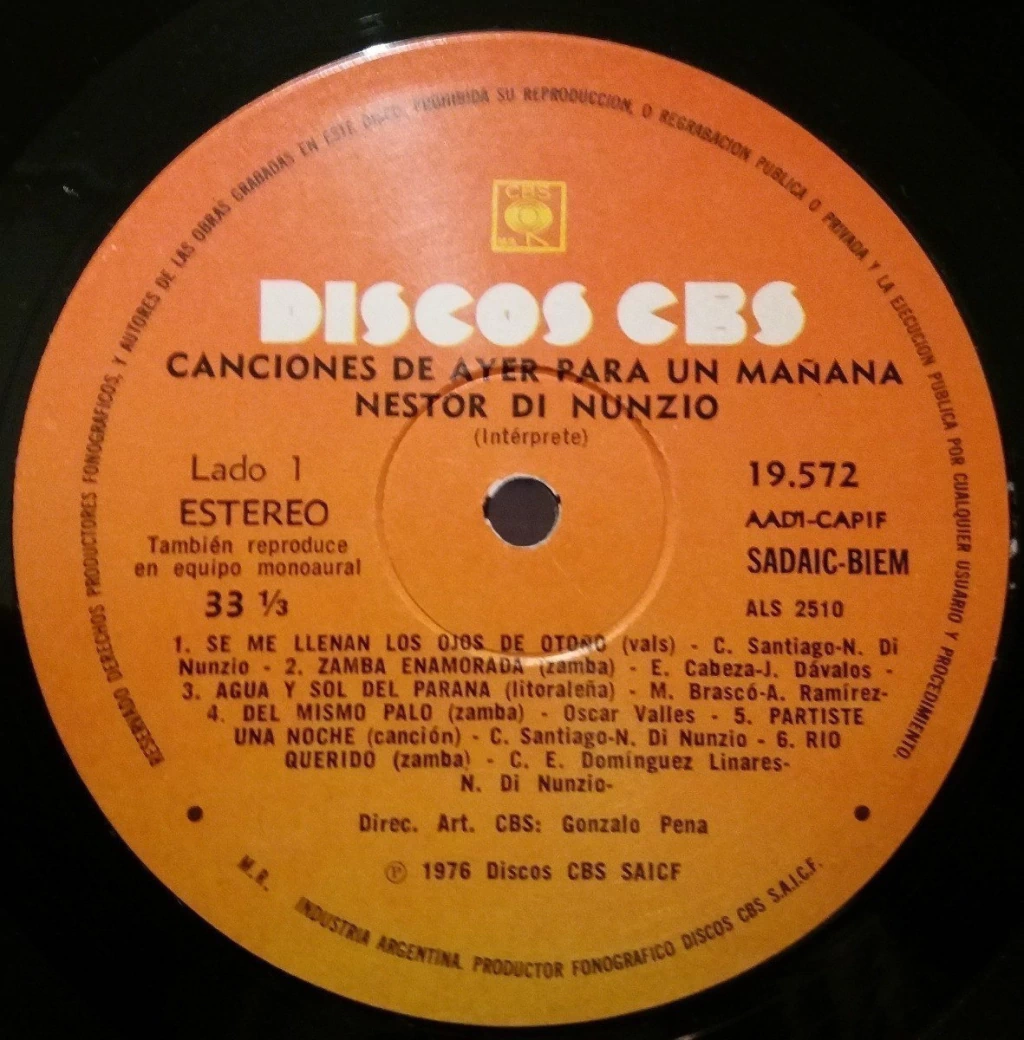 RESERVADO DERECHOS PRODUCTORES FONOGRAFICOS, Y AUTORES DE LAS OBRAS GRABADAS EN ESTE DISCO. PROHIBIDA SU REPRODUCCION, O REGRABACION PUBLICA O PRIVADA Y LA EJECUCION PUBLICA POR CUALQUIER USUARIO Y PROCEDIMIENTO.
CBS
DISCOS CBS
CANCIONES DE AYER PARA UN MAÑANA
NESTOR DI NUNZIO
(Intérprete)
Lado 1
ESTEREO
También reproduce
en equipo monoaural
33 ⅓
19.572
AADI-CAPIF
SADAIC-BIEM
ALS 2510
1. SE ME LLENAN LOS OJOS DE OTOÑO (vals) - C. Santiago-N. Di
Nunzio - 2. ZAMBA ENAMORADA (zamba) - E. Cabeza-J. Dávalos -
3. AGUA Y SOL DEL PARANA (litoraleña) - M. Brascó-A. Ramírez-
4. DEL MISMO PALO (zamba) - Oscar Valles - 5. PARTISTE
UNA NOCHE (canción) - C. Santiago-N. Di Nunzio - 6. RIO
QUERIDO (zamba) - C. E. Domínguez Linares-
N. Di Nunzio-
Direc. Art. CBS: Gonzalo Pena
℗ 1976 Discos CBS SAICF
M.R. INDUSTRIA ARGENTINA. PRODUCTOR FONOGRAFICO DISCOS CBS S.A.I.C.F.